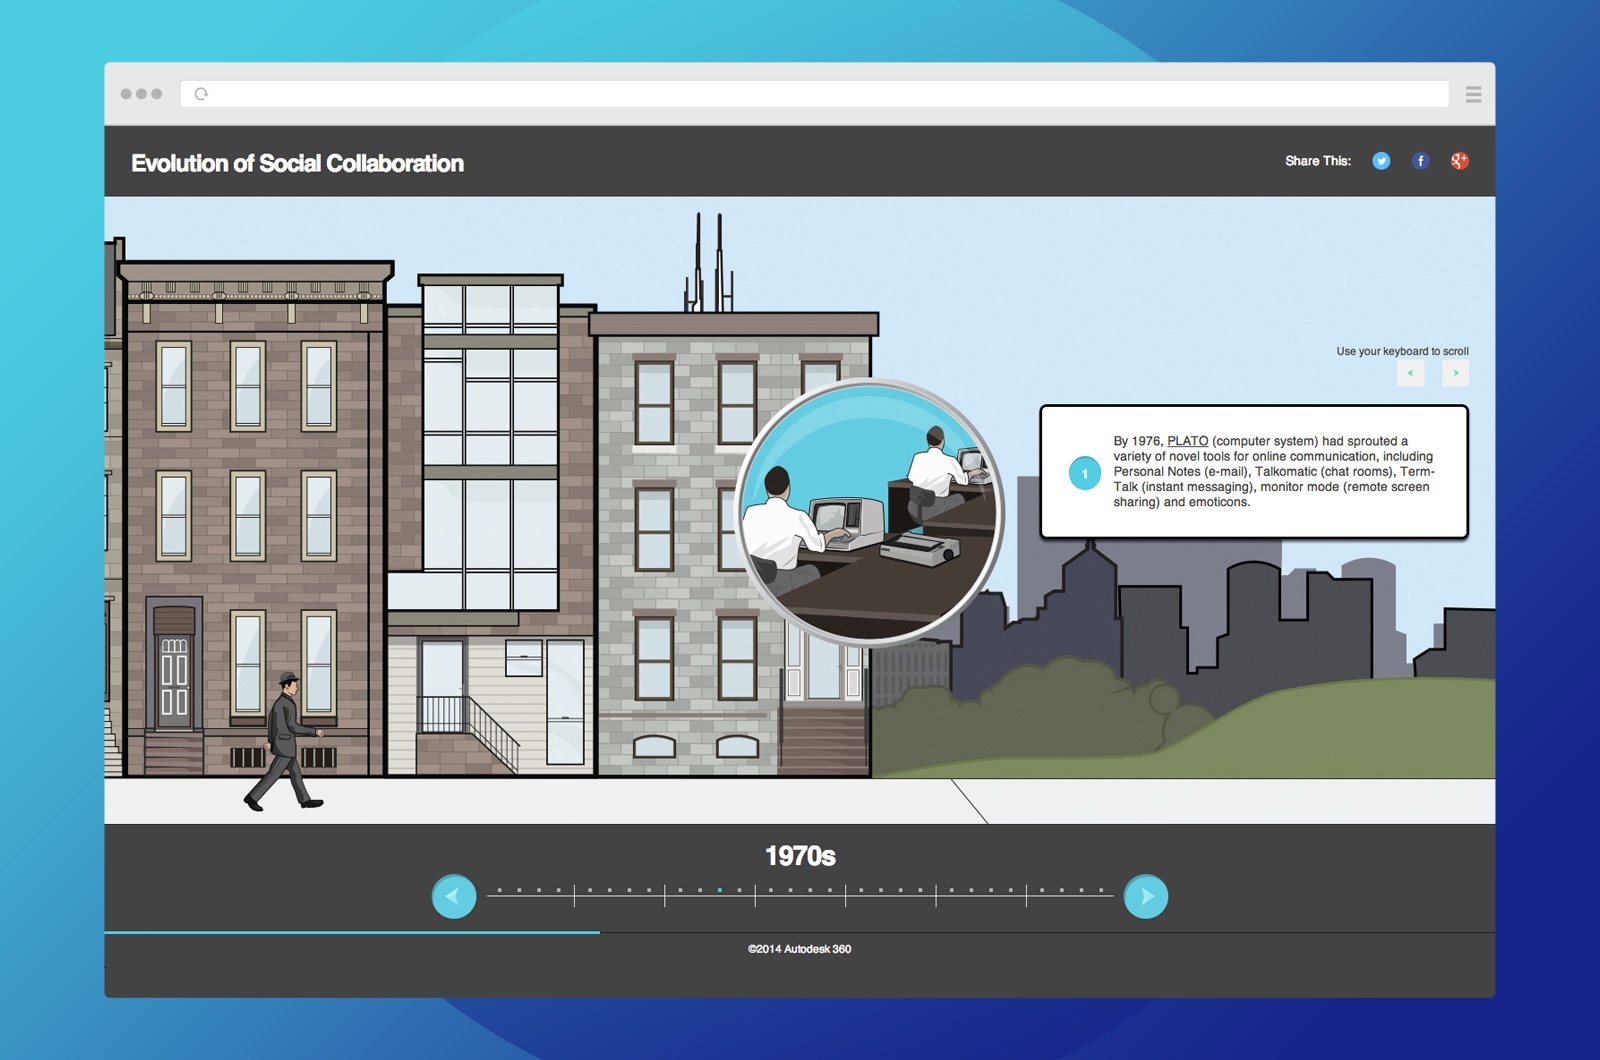 Evolution of Social Collaboration
Share This:
f
g+
Use your keyboard to scroll
1
By 1976, PLATO (computer system) had sprouted a
variety of novel tools for online communication, including
Personal Notes (e-mail), Talkomatic (chat rooms), Term-
Talk (instant messaging), monitor mode (remote screen
sharing) and emoticons.
1970s
©2014 Autodesk 360